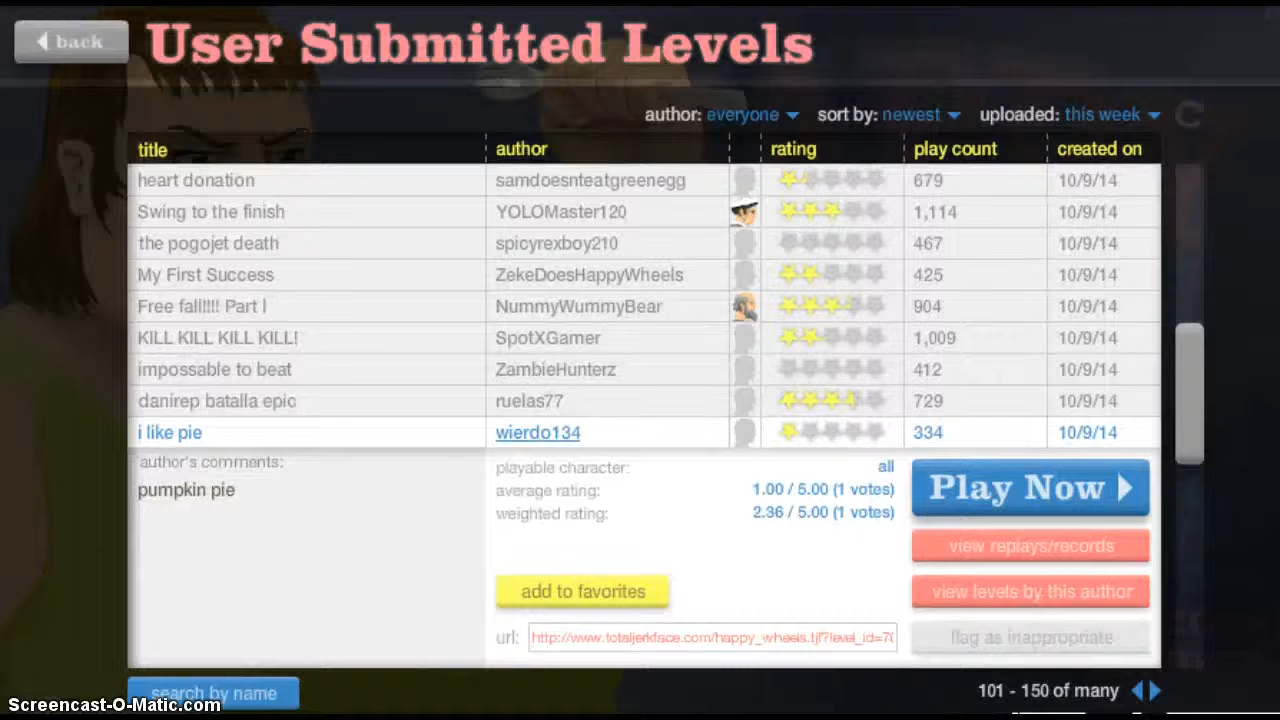 back
User Submitted Levels
author: everyone sort by: newest uploaded: this week
title author rating play count created on
heart donation samdoesnteatgreenegg 679 10/9/14
Swing to the finish YOLOMaster120 1,114 10/9/14
the pogojet death spicyrexboy210 467 10/9/14
My First Success ZekeDoesHappyWheels 425 10/9/14
Free fall!!!! Part I NummyWummyBear 904 10/9/14
KILL KILL KILL KILL! SpotXGamer 1,009 10/9/14
impossable to beat ZambieHunterz 412 10/9/14
danirep batalla epic ruelas77 729 10/9/14
i like pie wierdo134 334 10/9/14
author's comments: playable character: all
pumpkin pie average rating: 1.00 / 5.00 (1 votes) Play Now
weighted rating: 2.36 / 5.00 (1 votes)
view replays/records
add to favorites view levels by this author
url: http://www.totaljerkface.com/happy_wheels.tjf?level_id=70 flag as inappropriate
search by name 101 - 150 of many
Screencast-O-Matic.com